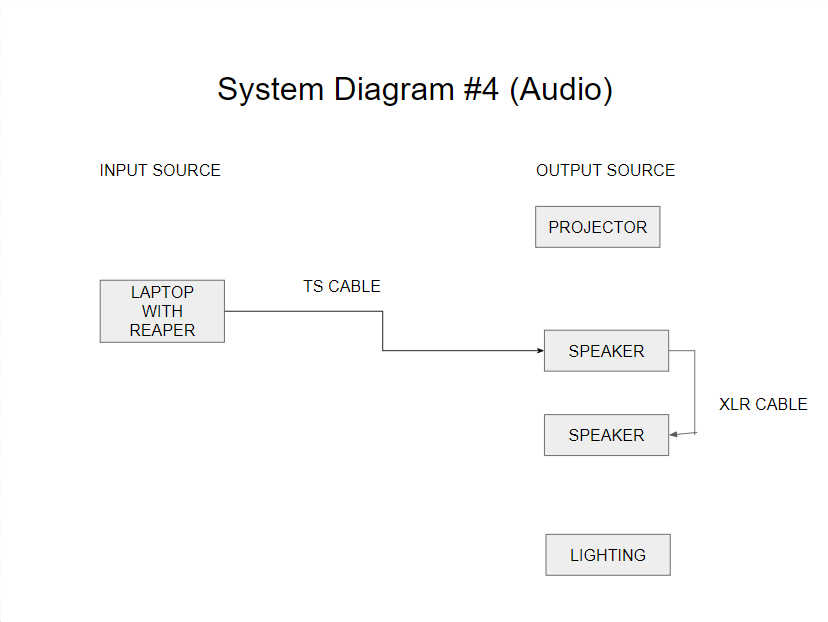 System Diagram #4 (Audio)
INPUT SOURCE
OUTPUT SOURCE
PROJECTOR
LAPTOP
WITH
REAPER
TS CABLE
SPEAKER
XLR CABLE
SPEAKER
LIGHTING